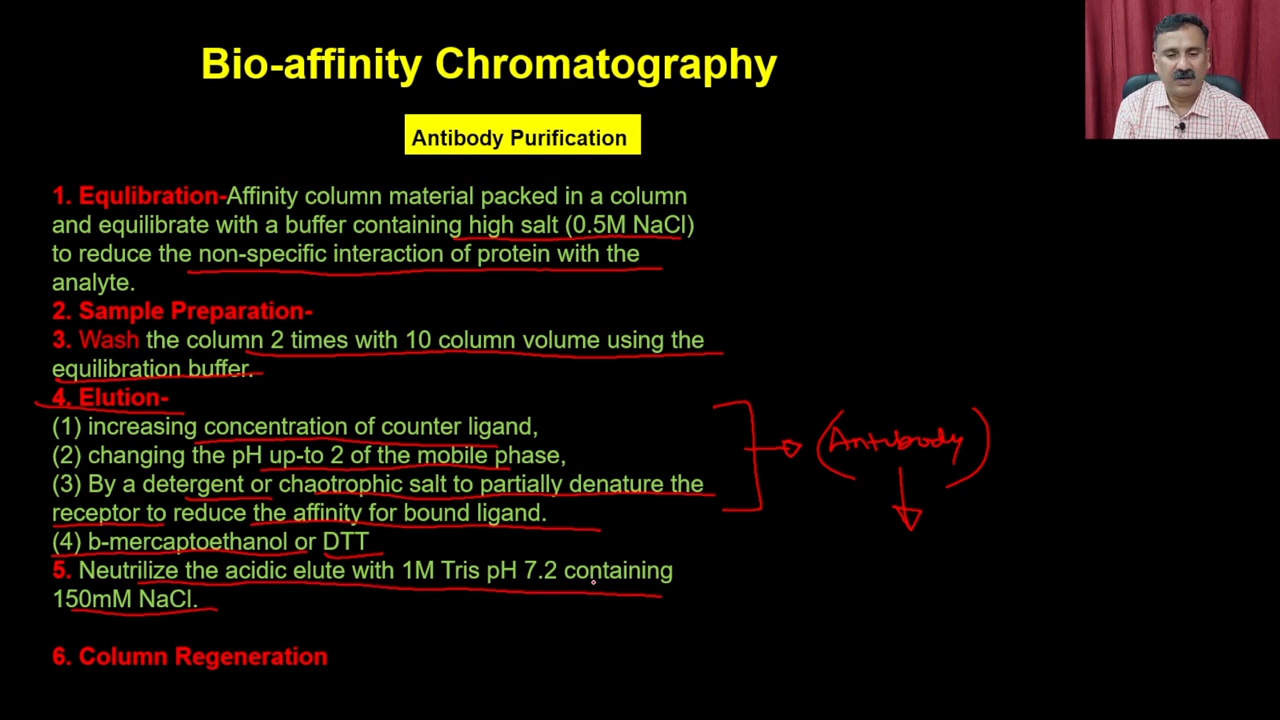 Bio-affinity Chromatography
Antibody Purification
1. Equlibration-Affinity column material packed in a column
and equilibrate with a buffer containing high salt (0.5M NaCl)
to reduce the non-specific interaction of protein with the
analyte.
2. Sample Preparation-
3. Wash the column 2 times with 10 column volume using the
equilibration buffer.
4. Elution-
(1) increasing concentration of counter ligand,
(2) changing the pH up-to 2 of the mobile phase,
(3) By a detergent or chaotrophic salt to partially denature the
receptor to reduce the affinity for bound ligand.
(4) b-mercaptoethanol or DTT
5. Neutrilize the acidic elute with 1M Tris pH 7.2 containing
150mM NaCl.
6. Column Regeneration
(Antibody)